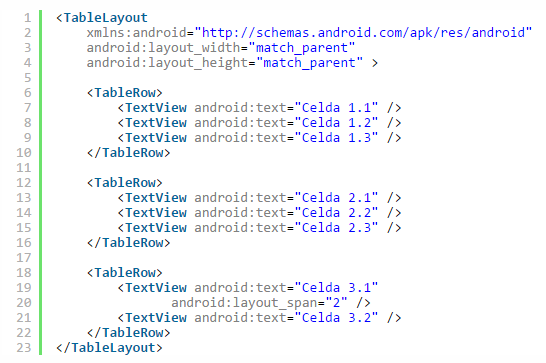 1 <TableLayout
2     xmlns:android="http://schemas.android.com/apk/res/android"
3     android:layout_width="match_parent"
4     android:layout_height="match_parent" >
5
6     <TableRow>
7         <TextView android:text="Celda 1.1" />
8         <TextView android:text="Celda 1.2" />
9         <TextView android:text="Celda 1.3" />
10     </TableRow>
11
12     <TableRow>
13         <TextView android:text="Celda 2.1" />
14         <TextView android:text="Celda 2.2" />
15         <TextView android:text="Celda 2.3" />
16     </TableRow>
17
18     <TableRow>
19         <TextView android:text="Celda 3.1"
20                 android:layout_span="2" />
21         <TextView android:text="Celda 3.2" />
22     </TableRow>
23 </TableLayout>